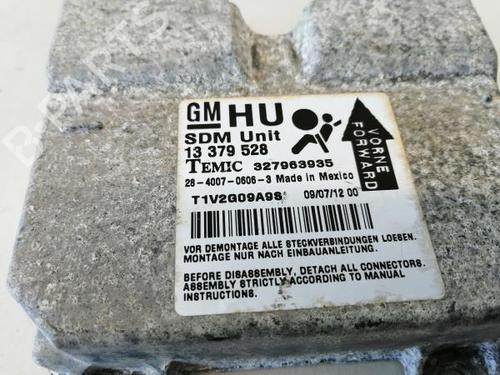 GM HU
SDM Unit
13 379 528
TEMIC 327963935
28-4007-0606-3 Made in Mexico
T1V2G09A98 09/07/12 00
VORNE
FORWARD
VOR DEMONTAGE ALLE STECKVERBINDUNGEN LOESEN.
MONTAGE NUR NACH EINBAUANLEITUNG.
BEFORE DISASSEMBLY, DETACH ALL CONNECTORS.
ASSEMBLY STRICTLY ACCORDING TO MANUAL
INSTRUCTIONS.
B-PARTS